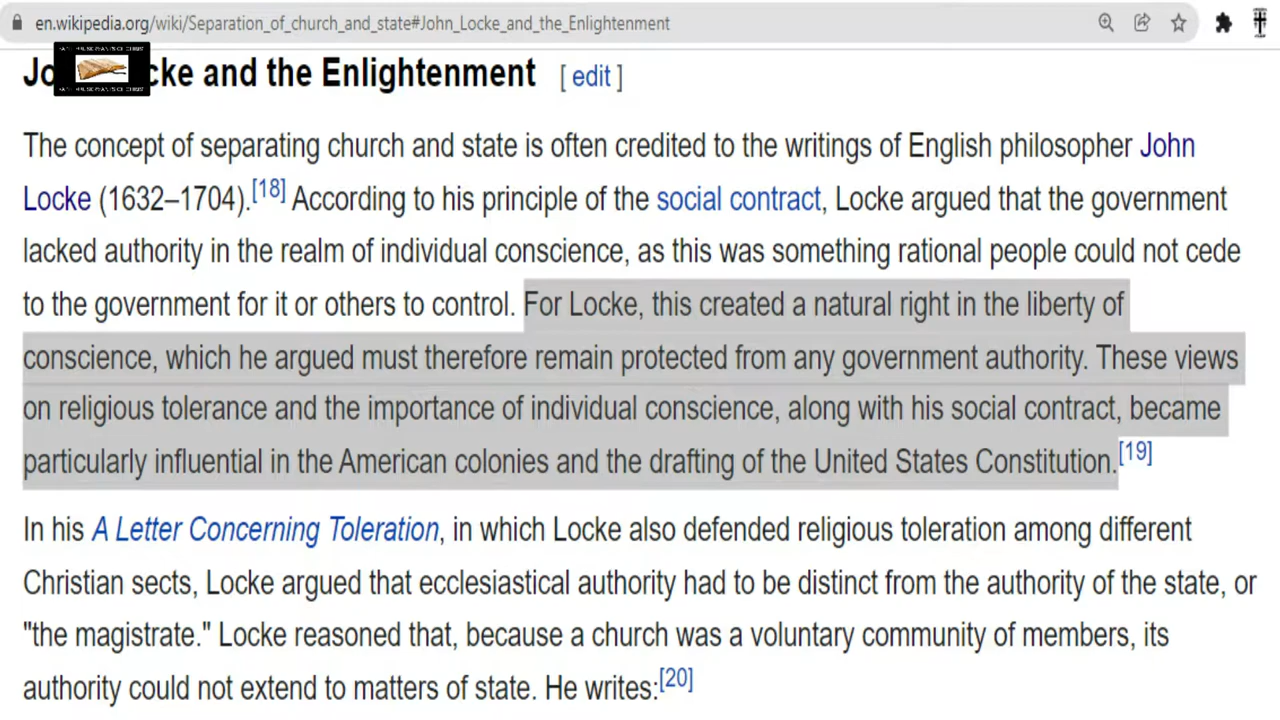 en.wikipedia.org/wiki/Separation_of_church_and_state#John_Locke_and_the_Enlightenment
Jo cke and the Enlightenment [ edit ]
The concept of separating church and state is often credited to the writings of English philosopher John
Locke (1632–1704).[18] According to his principle of the social contract, Locke argued that the government
lacked authority in the realm of individual conscience, as this was something rational people could not cede
to the government for it or others to control. For Locke, this created a natural right in the liberty of
conscience, which he argued must therefore remain protected from any government authority. These views
on religious tolerance and the importance of individual conscience, along with his social contract, became
particularly influential in the American colonies and the drafting of the United States Constitution.[19]
In his A Letter Concerning Toleration, in which Locke also defended religious toleration among different
Christian sects, Locke argued that ecclesiastical authority had to be distinct from the authority of the state, or
"the magistrate." Locke reasoned that, because a church was a voluntary community of members, its
authority could not extend to matters of state. He writes:[20]